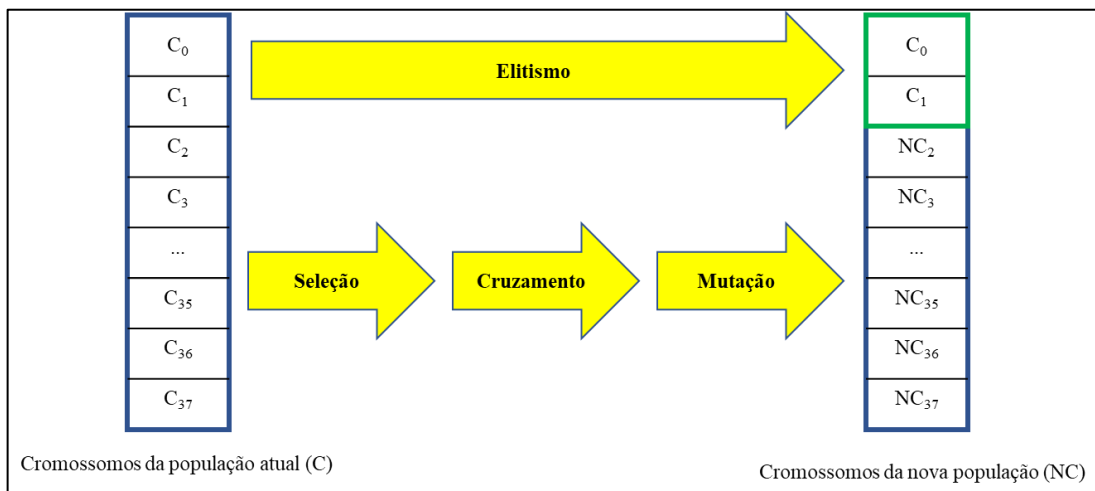 C₀ Elitismo C₀
C₁ C₁
C₂ NC₂
C₃ NC₃
... ...
Seleção Cruzamento Mutação
C₃₅ NC₃₅
C₃₆ NC₃₆
C₃₇ NC₃₇
Cromossomos da população atual (C)
Cromossomos da nova população (NC)